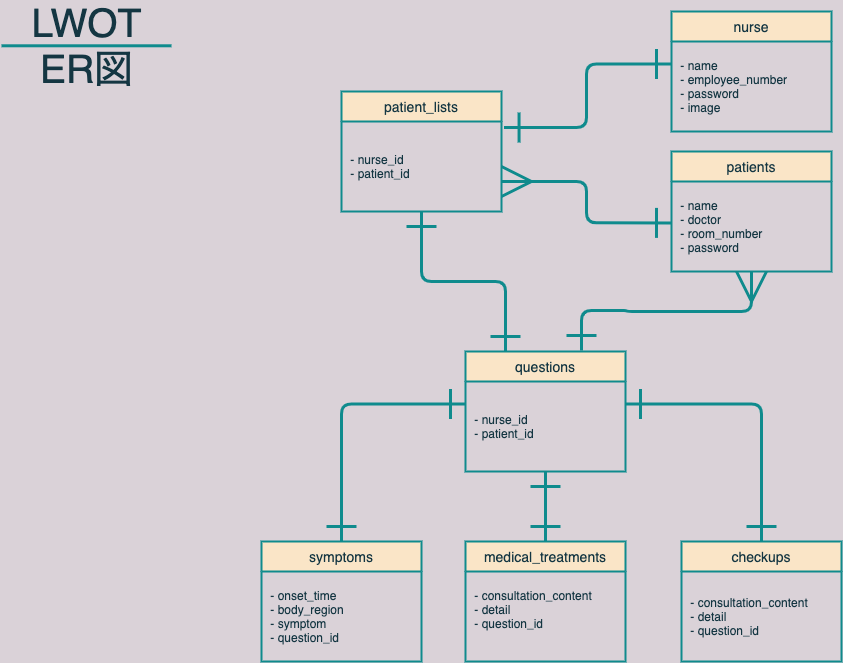 LWOT
ER図
nurse
- name
- employee_number
- password
- image
patient_lists
- nurse_id
- patient_id
patients
- name
- doctor
- room_number
- password
questions
- nurse_id
- patient_id
symptoms
- onset_time
- body_region
- symptom
- question_id
medical_treatments
- consultation_content
- detail
- question_id
checkups
- consultation_content
- detail
- question_id